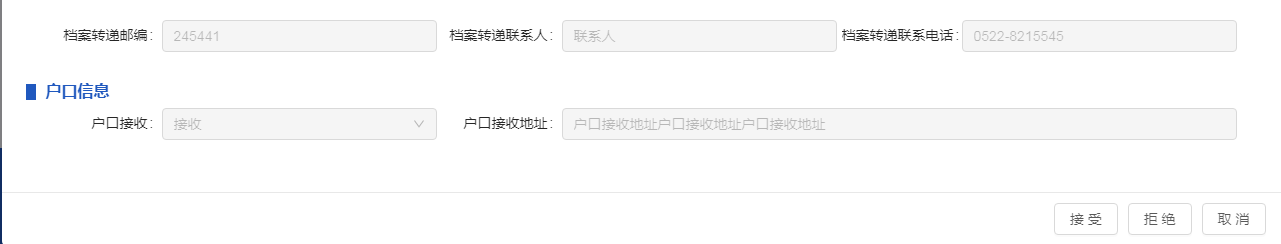 档案转递邮编: 245441 档案转递联系人: 联系人 档案转递联系电话: 0522-8215545
户口信息
户口接收: 接收 户口接收地址: 户口接收地址户口接收地址户口接收地址
接 受 拒 绝 取 消